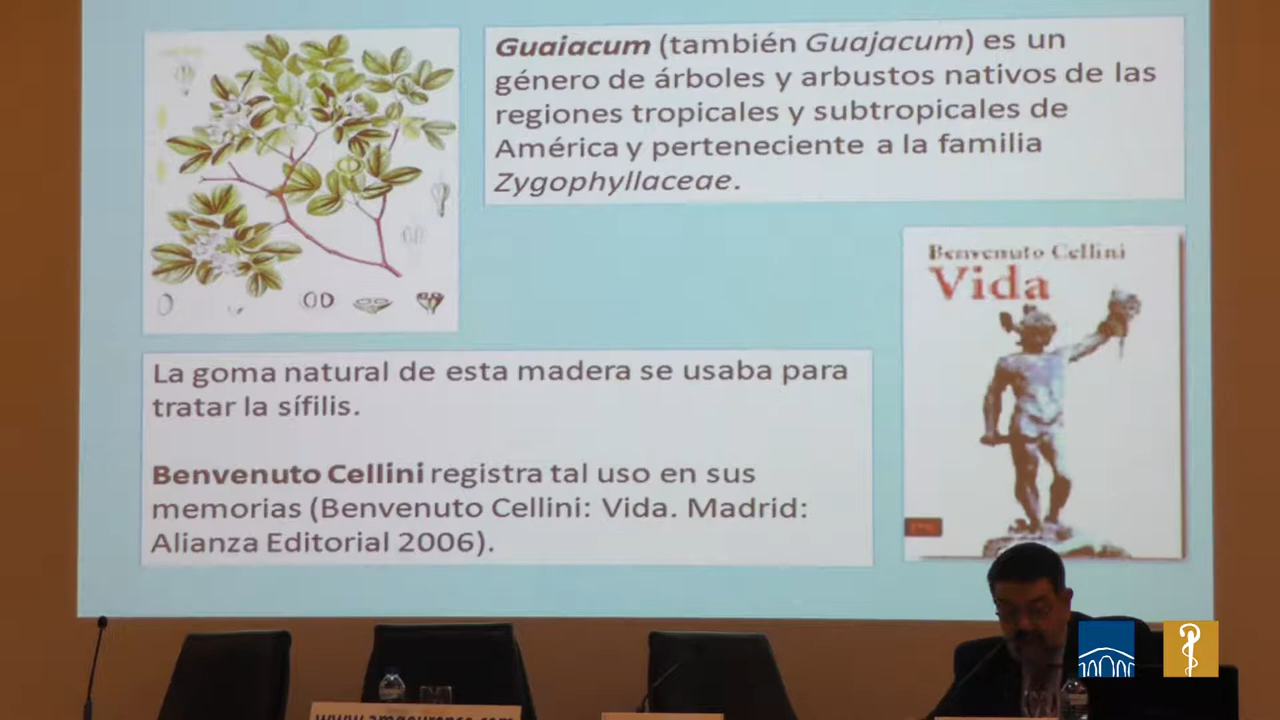 Guaiacum (también Guajacum) es un
género de árboles y arbustos nativos de las
regiones tropicales y subtropicales de
América y perteneciente a la familia
Zygophyllaceae.
Benvenuto Cellini
Vida
La goma natural de esta madera se usaba para
tratar la sífilis.
Benvenuto Cellini registra tal uso en sus
memorias (Benvenuto Cellini: Vida. Madrid:
Alianza Editorial 2006).